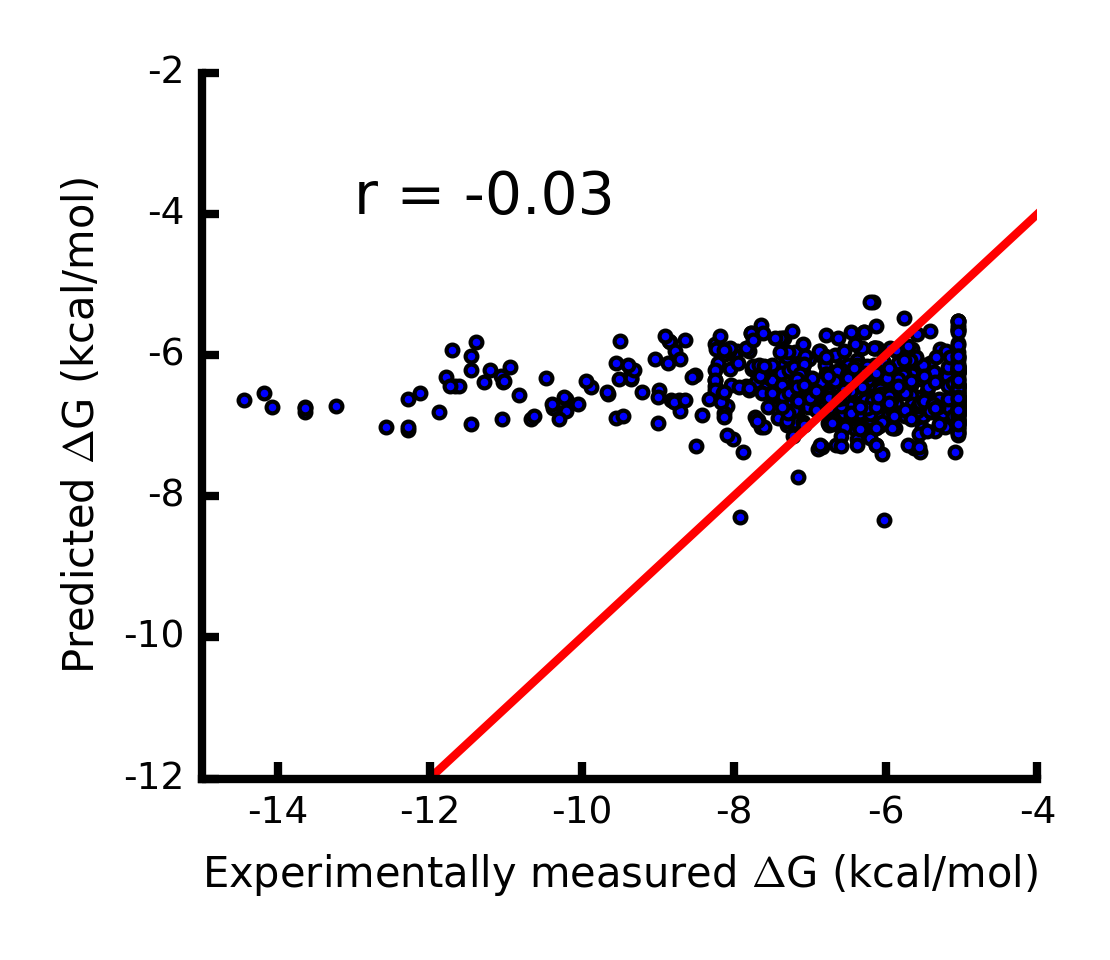 -2
r = -0.03
-4
-6
-8
-10
-12
Predicted ΔG (kcal/mol)
-14 -12 -10 -8 -6 -4
Experimentally measured ΔG (kcal/mol)